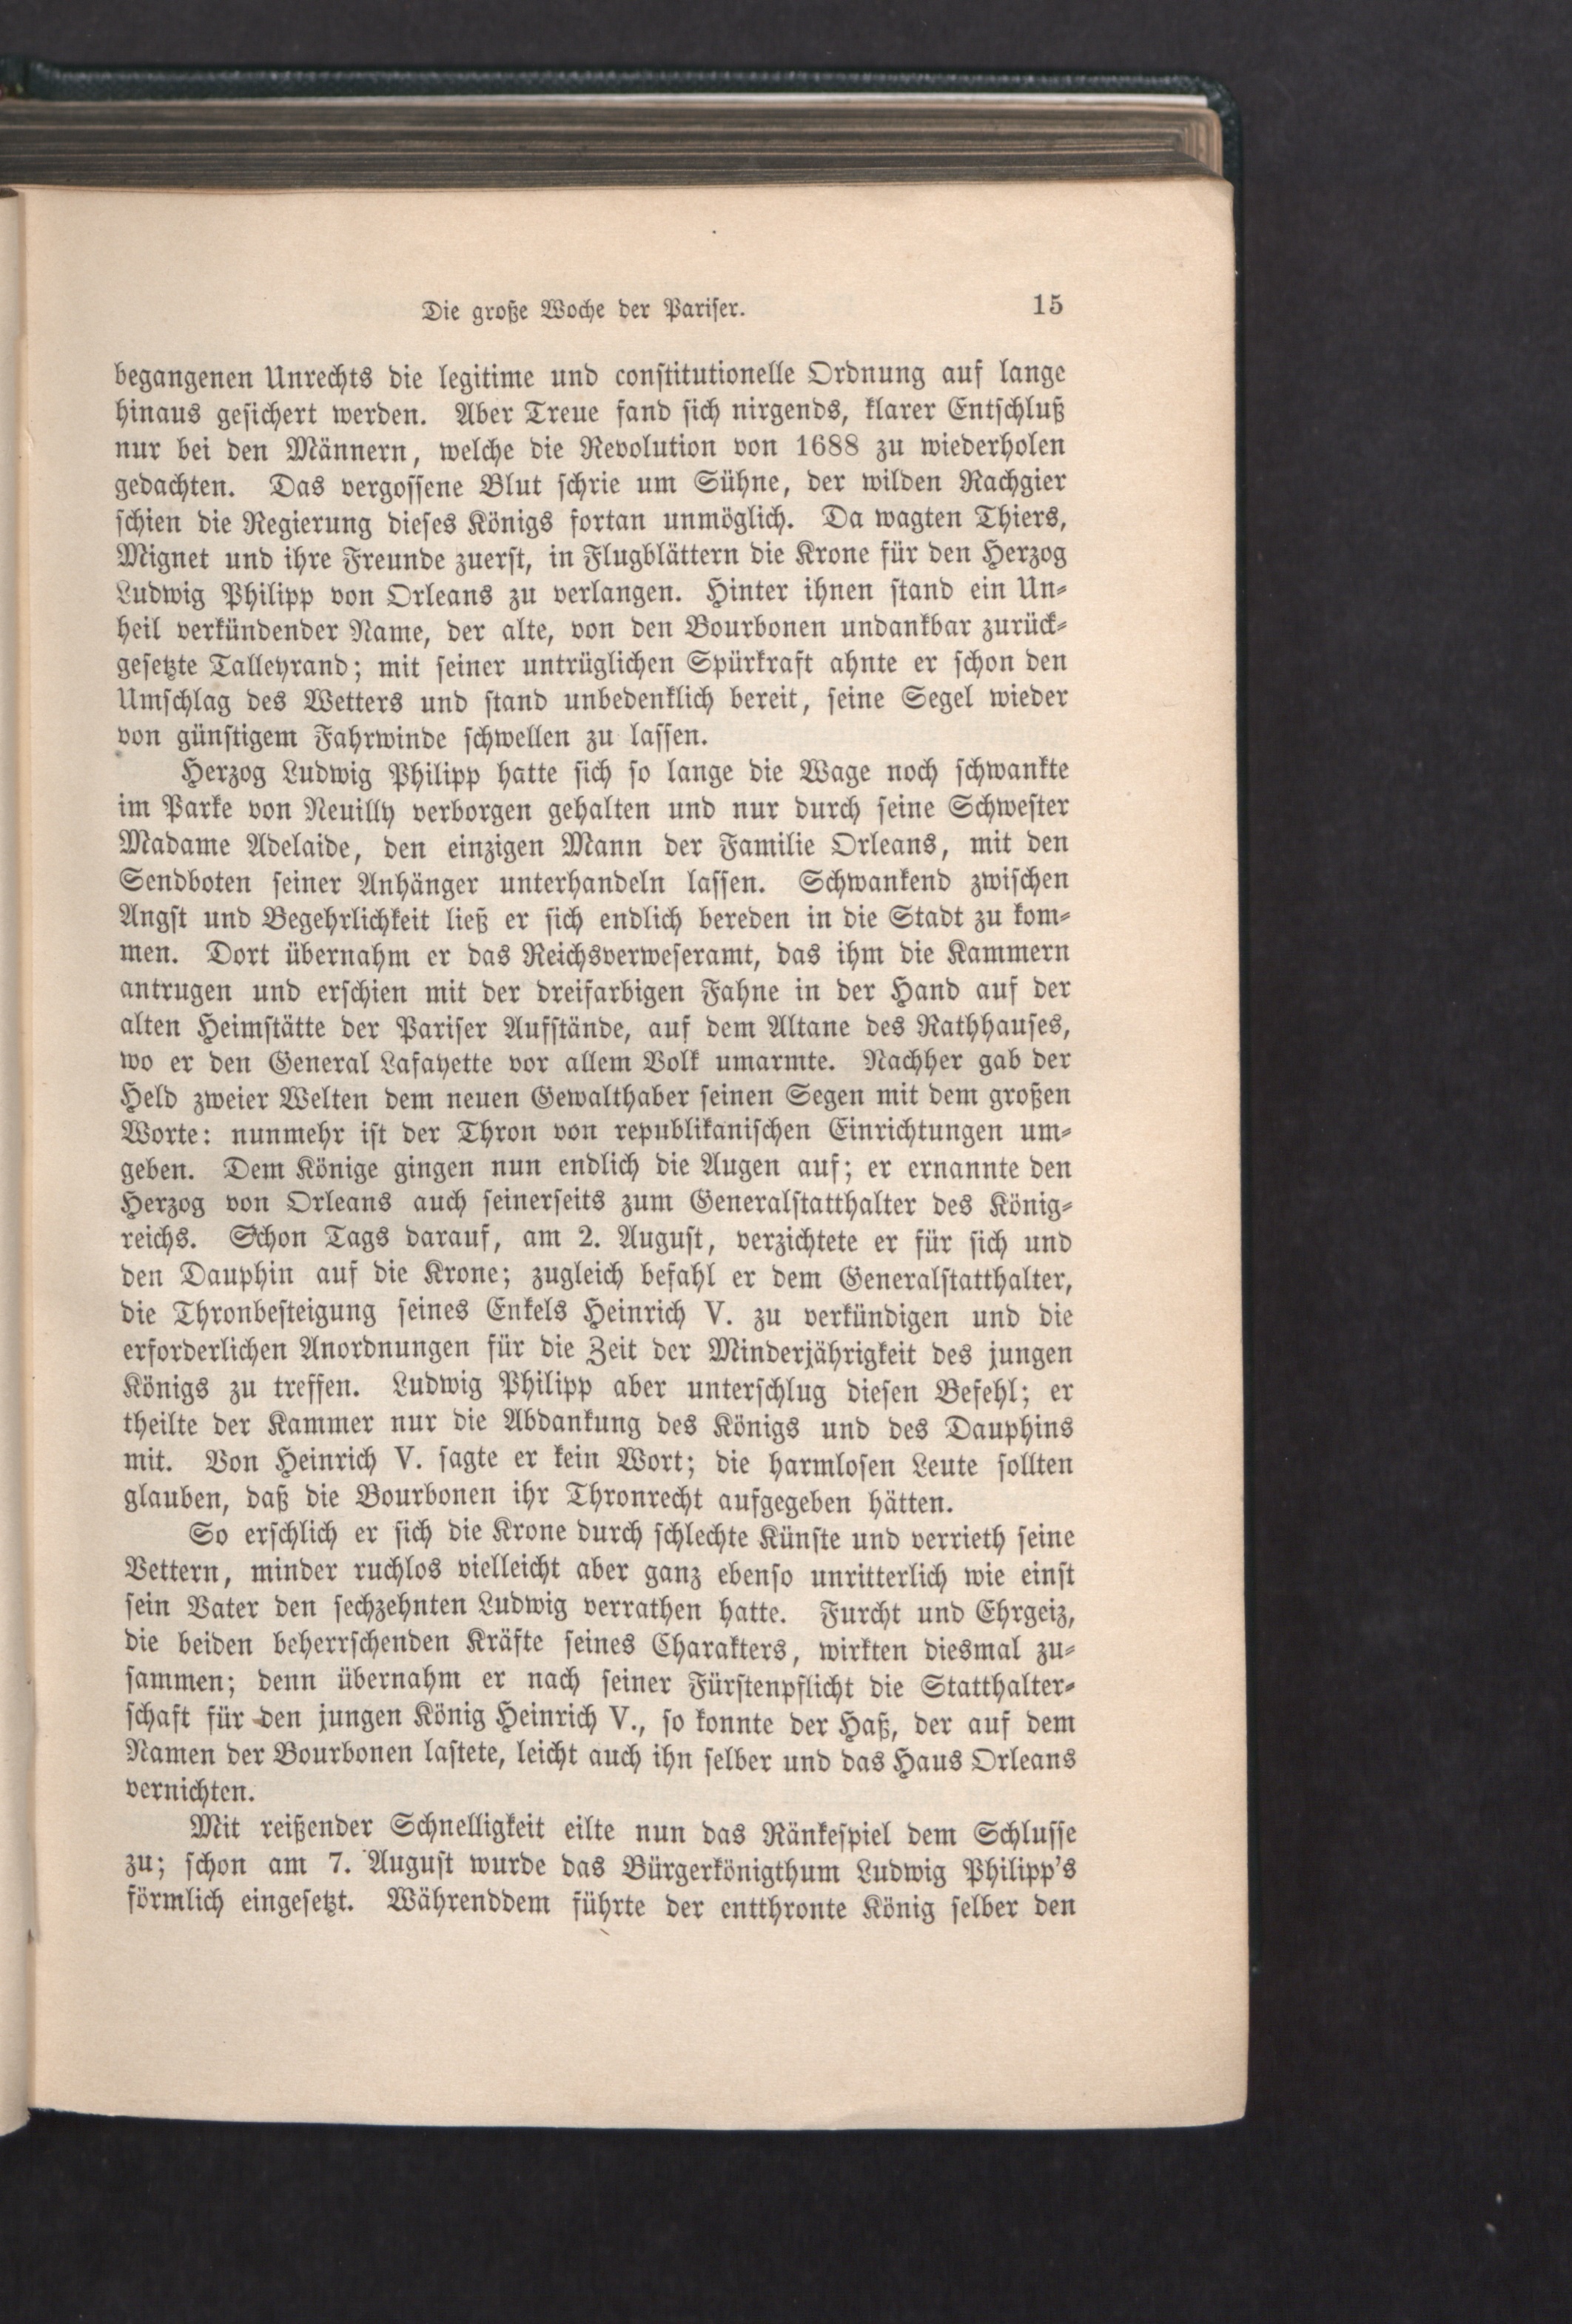 Die große Woche der Pariser. 15
begangenen Unrechts die legitime und constitutionelle Ordnung auf lange
hinaus gesichert werden. Aber Treue fand sich nirgends, klarer Entschluß
nur bei den Männern, welche die Revolution von 1688 zu wiederholen
gedachten. Das vergossene Blut schrie um Sühne, der wilden Rachgier
schien die Regierung dieses Königs fortan unmöglich. Da wagten Thiers,
Mignet und ihre Freunde zuerst, in Flugblättern die Krone für den Herzog
Ludwig Philipp von Orleans zu verlangen. Hinter ihnen stand ein Un-
heil verkündender Name, der alte, von den Bourbonen undankbar zurück-
gesetzte Talleyrand; mit seiner untrüglichen Spürkraft ahnte er schon den
Umschlag des Wetters und stand unbedenklich bereit, seine Segel wieder
von günstigem Fahrwinde schwellen zu lassen.
Herzog Ludwig Philipp hatte sich so lange die Wage noch schwankte
im Parke von Neuilly verborgen gehalten und nur durch seine Schwester
Madame Adelaide, den einzigen Mann der Familie Orleans, mit den
Sendboten seiner Anhänger unterhandeln lassen. Schwankend zwischen
Angst und Begehrlichkeit ließ er sich endlich bereden in die Stadt zu kom-
men. Dort übernahm er das Reichsverweseramt, das ihm die Kammern
antrugen und erschien mit der dreifarbigen Fahne in der Hand auf der
alten Heimstätte der Pariser Aufstände, auf dem Altane des Rathhauses,
wo er den General Lafayette vor allem Volk umarmte. Nachher gab der
Held zweier Welten dem neuen Gewalthaber seinen Segen mit dem großen
Worte: nunmehr ist der Thron von republikanischen Einrichtungen um-
geben. Dem Könige gingen nun endlich die Augen auf; er ernannte den
Herzog von Orleans auch seinerseits zum Generalstatthalter des König-
reichs. Schon Tags darauf, am 2. August, verzichtete er für sich und
den Dauphin auf die Krone; zugleich befahl er dem Generalstatthalter,
die Thronbesteigung seines Enkels Heinrich V. zu verkündigen und die
erforderlichen Anordnungen für die Zeit der Minderjährigkeit des jungen
Königs zu treffen. Ludwig Philipp aber unterschlug diesen Befehl; er
theilte der Kammer nur die Abdankung des Königs und des Dauphins
mit. Von Heinrich V. sagte er kein Wort; die harmlosen Leute sollten
glauben, daß die Bourbonen ihr Thronrecht aufgegeben hätten.
So erschlich er sich die Krone durch schlechte Künste und verrieth seine
Vettern, minder ruchlos vielleicht aber ganz ebenso unritterlich wie einst
sein Vater den sechzehnten Ludwig verrathen hatte. Furcht und Ehrgeiz,
die beiden beherrschenden Kräfte seines Charakters, wirkten diesmal zu-
sammen; denn übernahm er nach seiner Fürstenpflicht die Statthalter-
schaft für den jungen König Heinrich V., so konnte der Haß, der auf dem
Namen der Bourbonen lastete, leicht auch ihn selber und das Haus Orleans
vernichten.
Mit reißender Schnelligkeit eilte nun das Ränkespiel dem Schlusse
zu; schon am 7. August wurde das Bürgerkönigthum Ludwig Philipp's
förmlich eingesetzt. Währenddem führte der entthronte König selber den